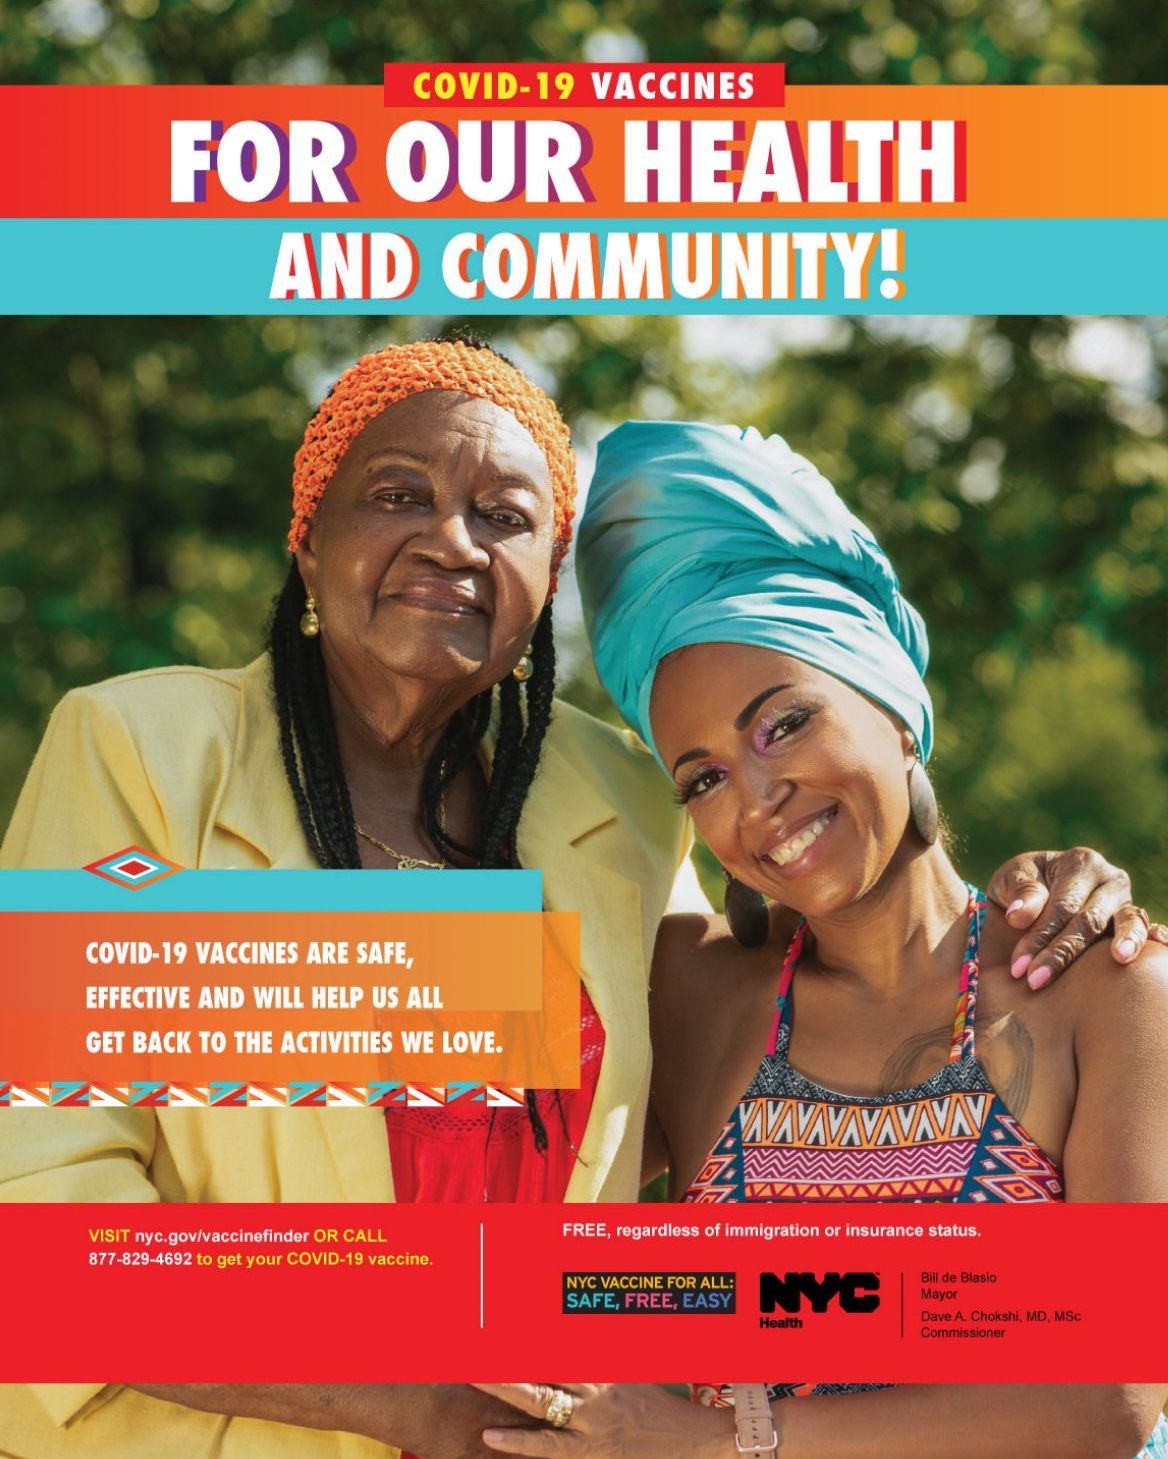 COVID-19 VACCINES
FOR OUR HEALTH
AND COMMUNITY!
COVID-19 VACCINES ARE SAFE,
EFFECTIVE AND WILL HELP US ALL
GET BACK TO THE ACTIVITIES WE LOVE.
VISIT nyc.gov/vaccinefinder OR CALL
877-829-4692 to get your COVID-19 vaccine.
FREE, regardless of immigration or insurance status.
NYC VACCINE FOR ALL:
SAFE, FREE, EASY
NYC
Health
Bill de Blasio
Mayor
Dave A. Chokshi, MD, MSc
Commissioner